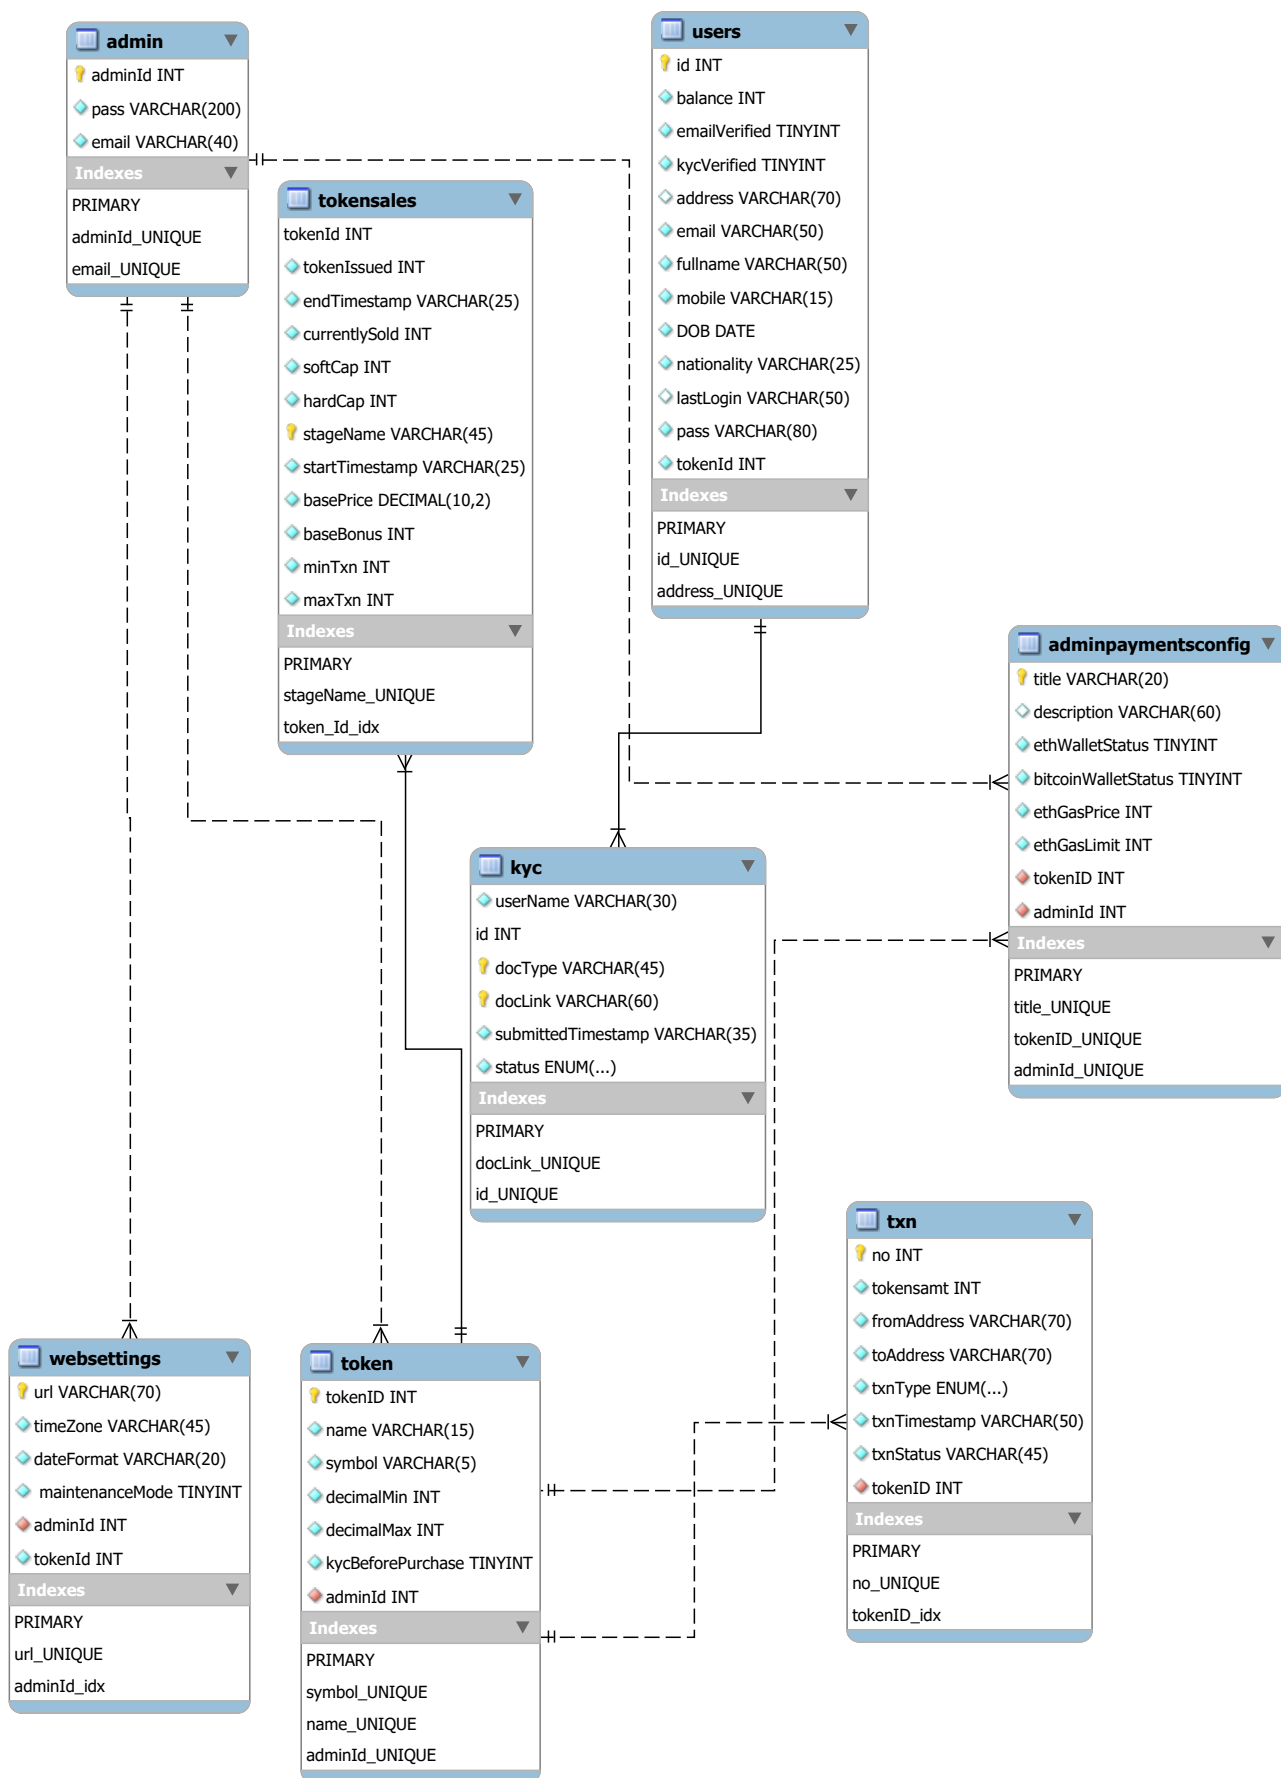 admin
adminId INT
pass VARCHAR(200)
email VARCHAR(40)
Indexes
PRIMARY
adminId_UNIQUE
email_UNIQUE
users
id INT
balance INT
emailVerified TINYINT
kycVerified TINYINT
address VARCHAR(70)
email VARCHAR(50)
fullname VARCHAR(50)
mobile VARCHAR(15)
DOB DATE
nationality VARCHAR(25)
lastLogin VARCHAR(50)
pass VARCHAR(80)
tokenId INT
Indexes
PRIMARY
id_UNIQUE
address_UNIQUE
tokensales
tokenId INT
tokenIssued INT
endTimestamp VARCHAR(25)
currentlySold INT
softCap INT
hardCap INT
stageName VARCHAR(45)
startTimestamp VARCHAR(25)
basePrice DECIMAL(10,2)
baseBonus INT
minTxn INT
maxTxn INT
Indexes
PRIMARY
stageName_UNIQUE
token_Id_idx
adminpaymentsconfig
title VARCHAR(20)
description VARCHAR(60)
ethWalletStatus TINYINT
bitcoinWalletStatus TINYINT
ethGasPrice INT
ethGasLimit INT
tokenID INT
adminId INT
Indexes
PRIMARY
title_UNIQUE
tokenID_UNIQUE
adminId_UNIQUE
kyc
userName VARCHAR(30)
id INT
docType VARCHAR(45)
docLink VARCHAR(60)
submittedTimestamp VARCHAR(35)
status ENUM(...)
Indexes
PRIMARY
docLink_UNIQUE
id_UNIQUE
txn
no INT
tokensamt INT
fromAddress VARCHAR(70)
toAddress VARCHAR(70)
txnType ENUM(...)
txnTimestamp VARCHAR(50)
txnStatus VARCHAR(45)
tokenID INT
Indexes
PRIMARY
no_UNIQUE
tokenID_idx
websettings
url VARCHAR(70)
timeZone VARCHAR(45)
dateFormat VARCHAR(20)
maintenanceMode TINYINT
adminId INT
tokenId INT
Indexes
PRIMARY
url_UNIQUE
adminId_idx
token
tokenID INT
name VARCHAR(15)
symbol VARCHAR(5)
decimalMin INT
decimalMax INT
kycBeforePurchase TINYINT
adminId INT
Indexes
PRIMARY
symbol_UNIQUE
name_UNIQUE
adminId_UNIQUE